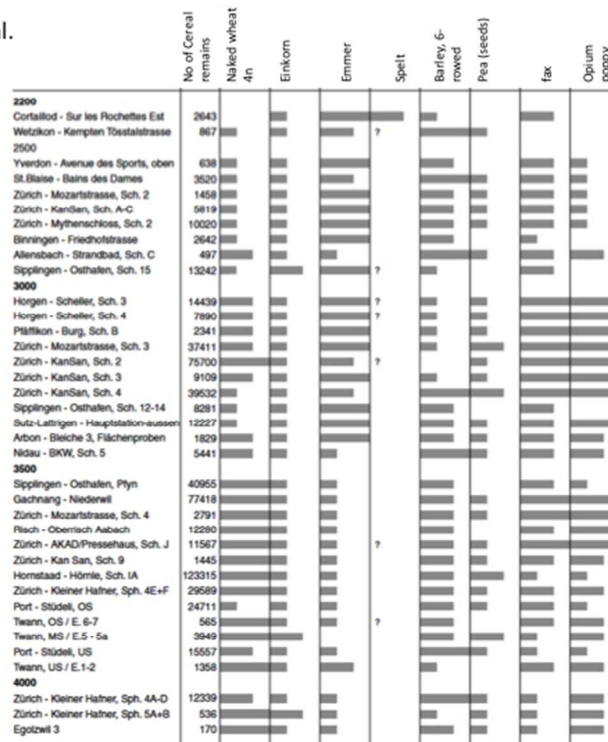 al.
No of Cereal remains
Naked wheat 4n
Einkorn
Emmer
Spelt
Barley, 6-rowed
Pea (seeds)
fax
Opium poppy
2200
Cortaillod - Sur les Rochettes Est 2643
Wetzikon - Kempten Tösstalstrasse 867 ?
2500
Yverdon - Avenue des Sports, oben 638
St.Blaise - Bains des Dames 3520
Zürich - Mozartstrasse, Sch. 2 1458
Zürich - KanSan, Sch. A-C 5819
Zürich - Mythenschloss, Sch. 2 10020
Binningen - Friedhofstrasse 2642
Allensbach - Strandbad, Sch. C 497
Sipplingen - Osthafen, Sch. 15 13242 ?
3000
Horgen - Scheller, Sch. 3 14439 ?
Horgen - Scheller, Sch. 4 7890 ?
Pfäffikon - Burg, Sch. B 2341
Zürich - Mozartstrasse, Sch. 3 37411
Zürich - KanSan, Sch. 2 75700 ?
Zürich - KanSan, Sch. 3 9109
Zürich - KanSan, Sch. 4 39532
Sipplingen - Osthafen, Sch. 12-14 8281
Sutz-Lattrigen - Hauptstation-aussen 12227
Arbon - Bleiche 3, Flächenproben 1829
Nidau - BKW, Sch. 5 5441
3500
Sipplingen - Osthafen, Pfyn 40955
Gachnang - Niederwil 77418
Zürich - Mozartstrasse, Sch. 4 2791
Risch - Oberrisch Aabach 12280
Zürich - AKAD/Pressehaus, Sch. J 11567 ?
Zürich - Kan San, Sch. 9 1445
Hornstaad - Hörnle, Sch. IA 123315
Zürich - Kleiner Hafner, Sph. 4E+F 29589
Port - Stüdeli, OS 24711
Twann, OS / E. 6-7 565 ?
Twann, MS / E.5 - 5a 3949
Port - Stüdeli, US 15557
Twann, US / E.1-2 1358
4000
Zürich - Kleiner Hafner, Sph. 4A-D 12339
Zürich - Kleiner Hafner, Sph. 5A+B 536
Egolzwil 3 170